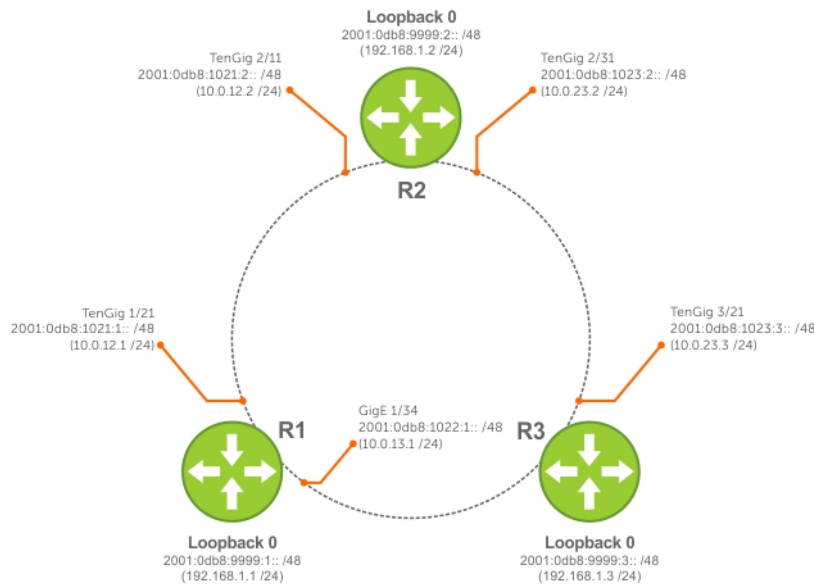 Loopback 0
2001:0db8:9999:2:: /48
(192.168.1.2 /24)
TenGig 2/11
2001:0db8:1021:2:: /48
(10.0.12.2 /24)
TenGig 2/31
2001:0db8:1023:2:: /48
(10.0.23.2 /24)
R2
TenGig 1/21
2001:0db8:1021:1:: /48
(10.0.12.1 /24)
TenGig 3/21
2001:0db8:1023:3:: /48
(10.0.23.3 /24)
GigE 1/34
2001:0db8:1022:1:: /48
(10.0.13.1 /24)
R1
R3
Loopback 0
2001:0db8:9999:1:: /48
(192.168.1.1 /24)
Loopback 0
2001:0db8:9999:3:: /48
(192.168.1.3 /24)